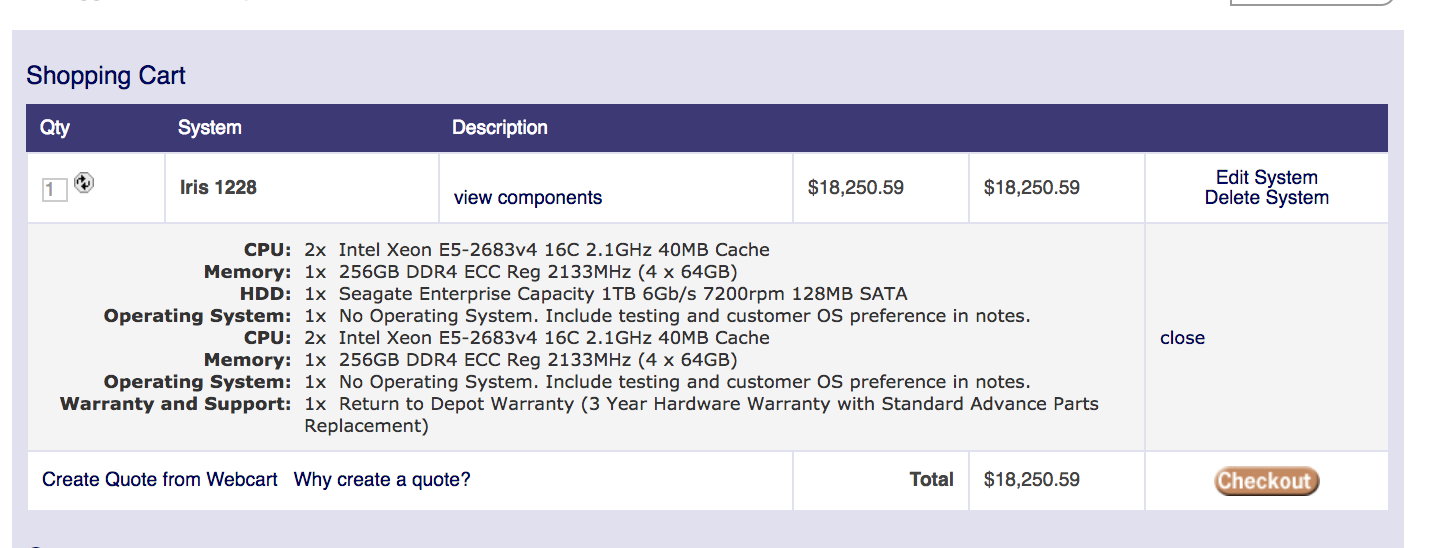 Shopping Cart
Qty System Description
1 Iris 1228 view components $18,250.59 $18,250.59 Edit System
Delete System
CPU: 2x Intel Xeon E5-2683v4 16C 2.1GHz 40MB Cache
Memory: 1x 256GB DDR4 ECC Reg 2133MHz (4 x 64GB)
HDD: 1x Seagate Enterprise Capacity 1TB 6Gb/s 7200rpm 128MB SATA
Operating System: 1x No Operating System. Include testing and customer OS preference in notes.
CPU: 2x Intel Xeon E5-2683v4 16C 2.1GHz 40MB Cache
close
Memory: 1x 256GB DDR4 ECC Reg 2133MHz (4 x 64GB)
Operating System: 1x No Operating System. Include testing and customer OS preference in notes.
Warranty and Support: 1x Return to Depot Warranty (3 Year Hardware Warranty with Standard Advance Parts
Replacement)
Create Quote from Webcart Why create a quote? Total $18,250.59 Checkout